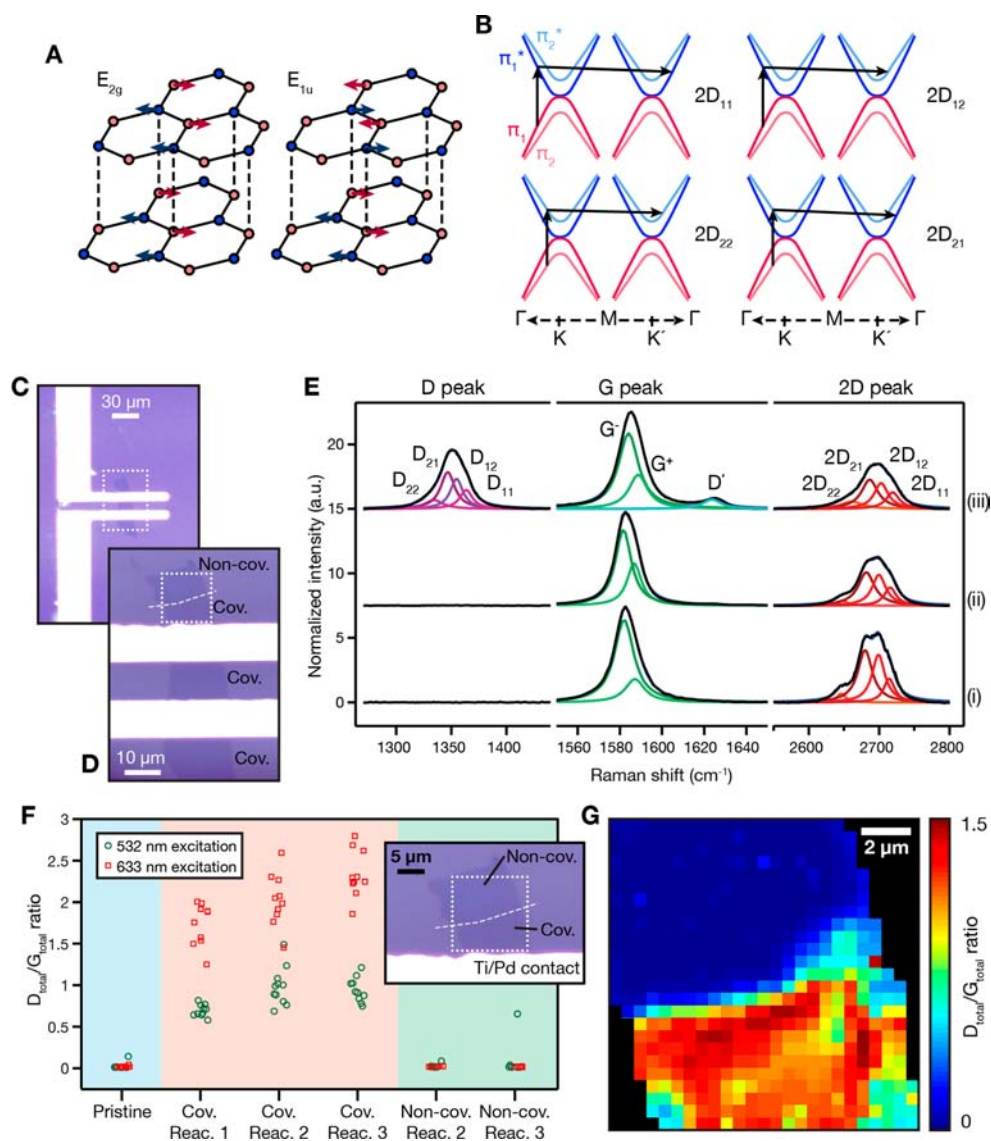 A
E2g
E1u
B
π2*
π1*
π1
π2
2D11
2D12
2D22
2D21
Γ K M K´ Γ
Γ K M K´ Γ
C
30 µm
D
Non-cov.
Cov.
Cov.
Cov.
10 µm
E
D peak
G peak
2D peak
Normalized intensity (a.u.)
20
15
10
5
0
D22
D21
D12
D11
G-
G+
D'
2D22
2D21
2D12
2D11
(iii)
(ii)
(i)
1300 1350 1400
1560 1580 1600 1620 1640
2600 2650 2700 2750 2800
Raman shift (cm-1)
F
Dtotal/Gtotal ratio
3
2.5
2
1.5
1
0.5
0
532 nm excitation
633 nm excitation
5 µm
Non-cov.
Cov.
Ti/Pd contact
Pristine
Cov. Reac. 1
Cov. Reac. 2
Cov. Reac. 3
Non-cov. Reac. 2
Non-cov. Reac. 3
G
2 µm
1.5
0
Dtotal/Gtotal ratio